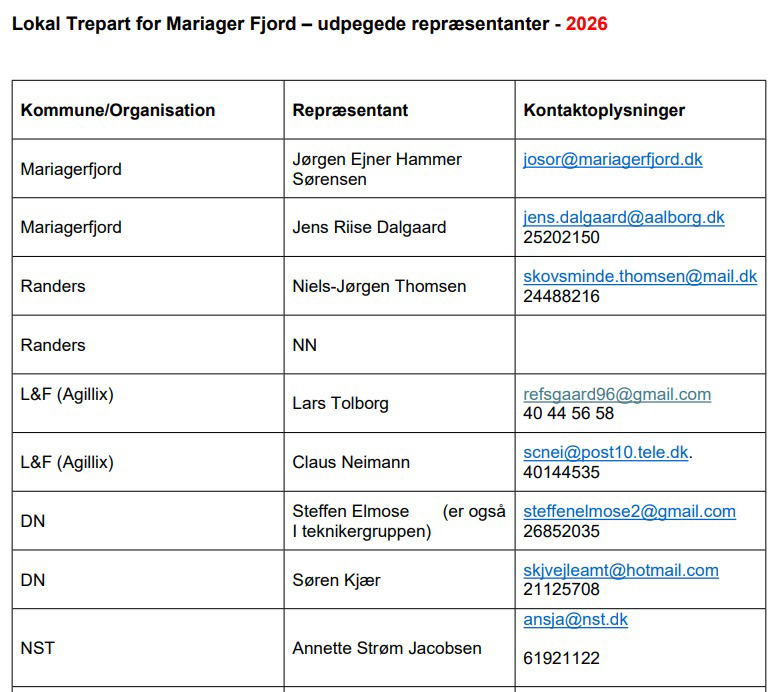 Lokal Trepart for Mariager Fjord – udpegede repræsentanter - 2026
Kommune/Organisation Repræsentant Kontaktoplysninger
Mariagerfjord Jørgen Ejner Hammer Sørensen josor@mariagerfjord.dk
Mariagerfjord Jens Riise Dalgaard jens.dalgaard@aalborg.dk 25202150
Randers Niels-Jørgen Thomsen skovsminde.thomsen@mail.dk 24488216
Randers NN
L&F (Agillix) Lars Tolborg refsgaard96@gmail.com 40 44 56 58
L&F (Agillix) Claus Neimann scnei@post10.tele.dk. 40144535
DN Steffen Elmose (er også I teknikergruppen) steffenelmose2@gmail.com 26852035
DN Søren Kjær skjvejleamt@hotmail.com 21125708
NST Annette Strøm Jacobsen ansja@nst.dk 61921122